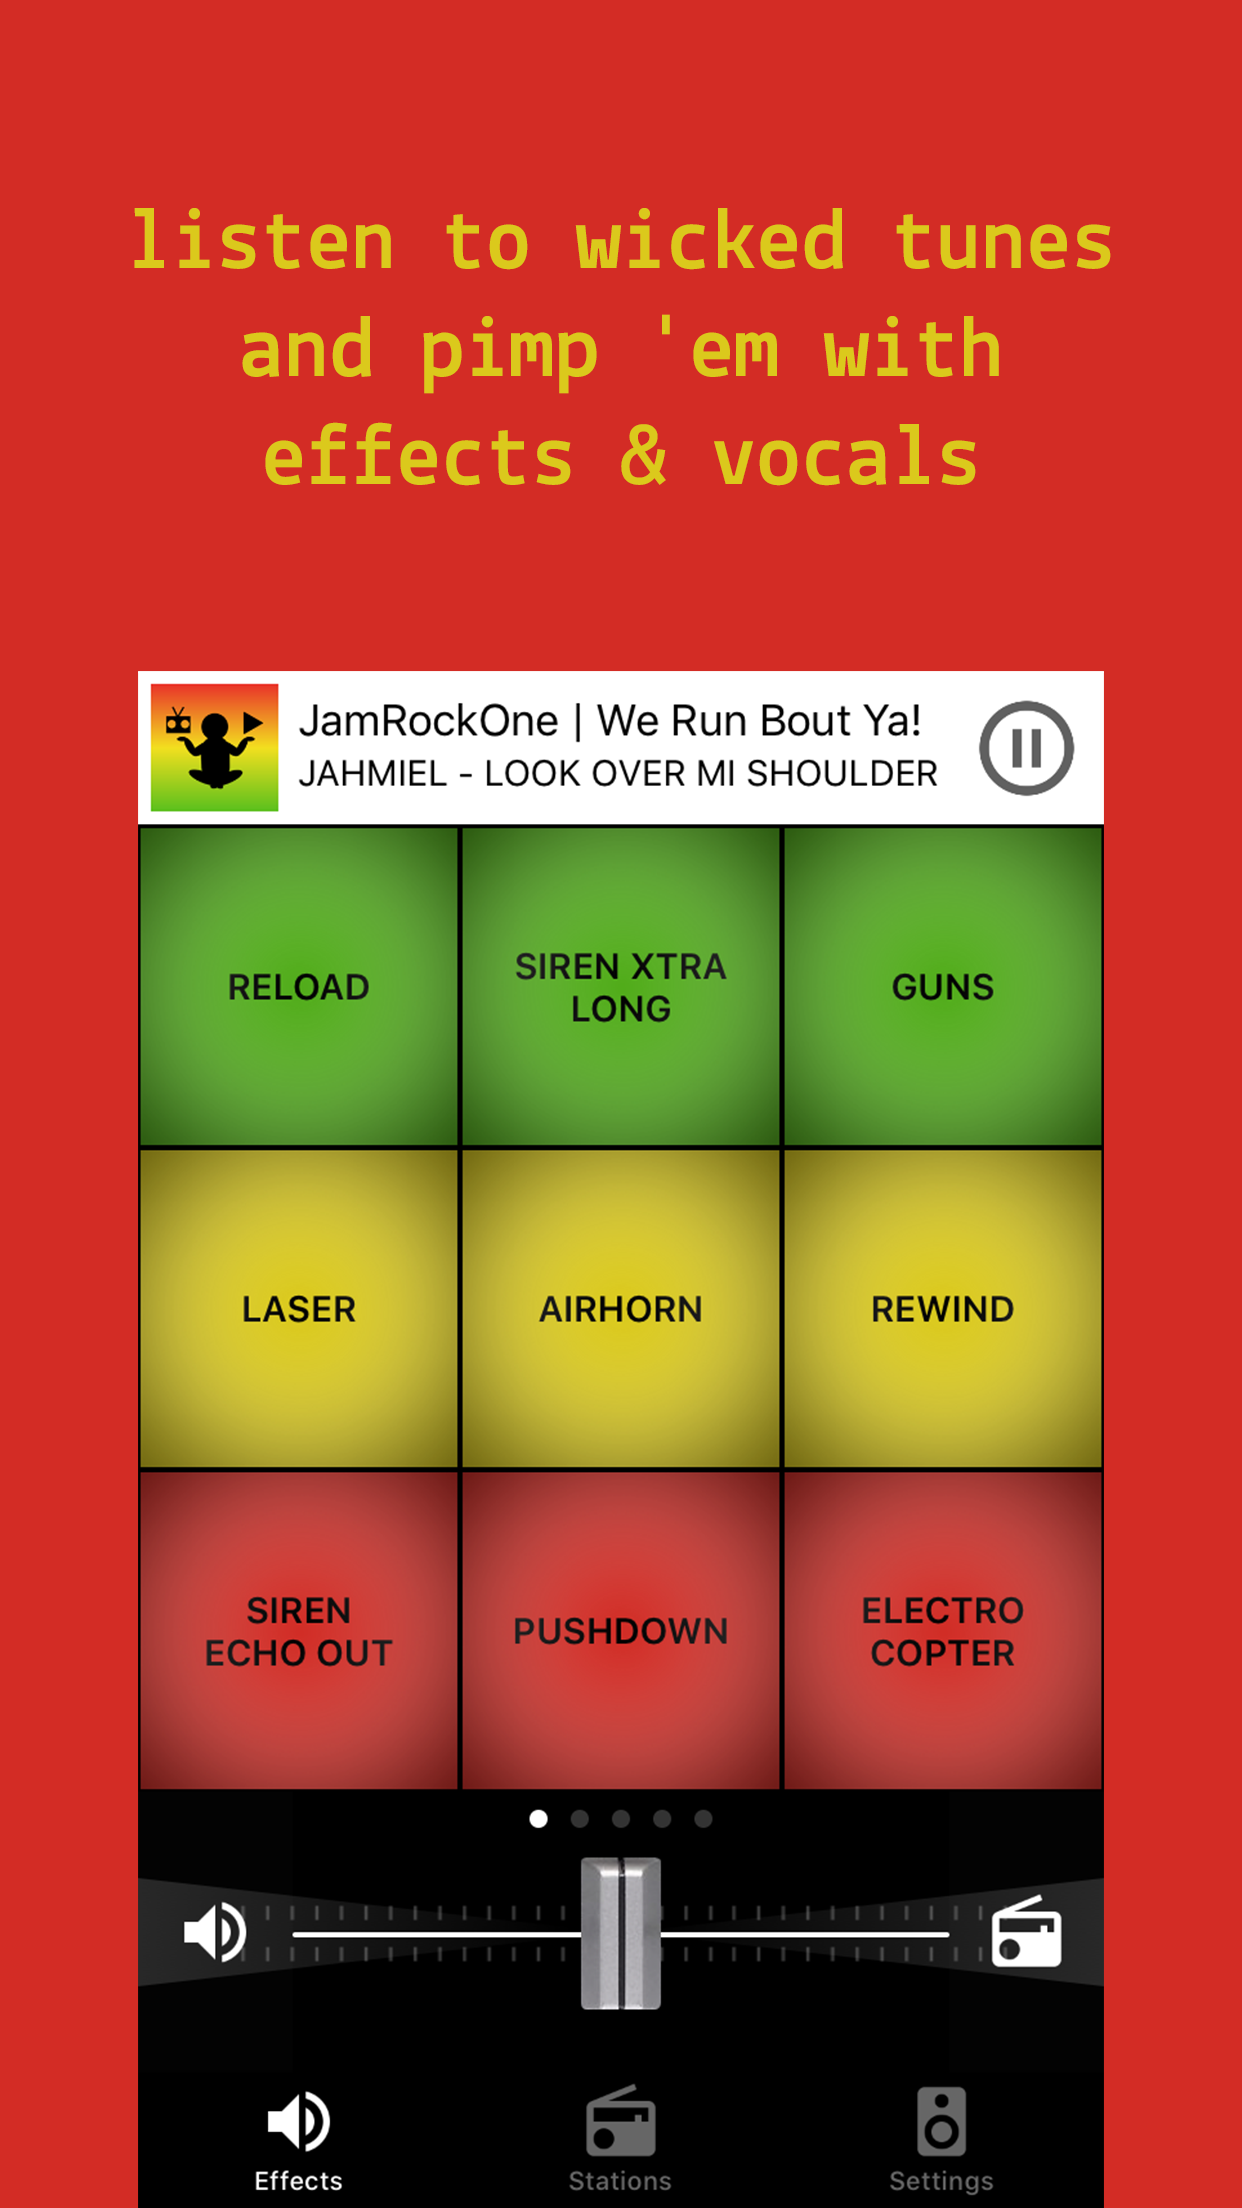 listen to wicked tunes
and pimp 'em with
effects & vocals
JamRockOne | We Run Bout Ya!
JAHMIEL - LOOK OVER MI SHOULDER
RELOAD
SIREN XTRA
LONG
GUNS
LASER
AIRHORN
REWIND
SIREN
ECHO OUT
PUSHDOWN
ELECTRO
COPTER
Effects
Stations
Settings